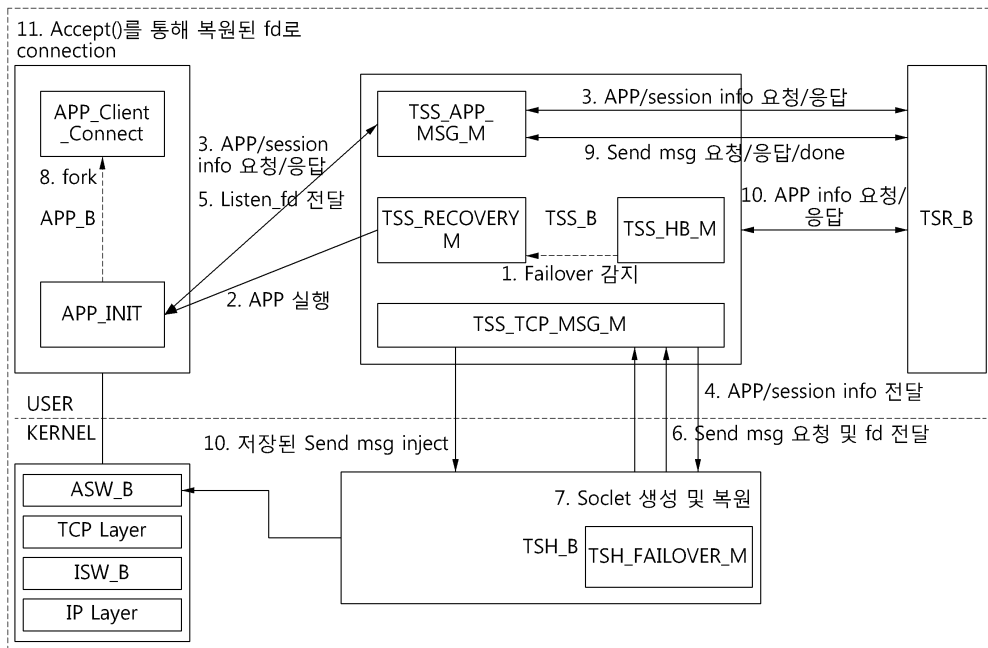 11. Accept()를 통해 복원된 fd로
connection
APP_Client
_Connect
8. fork
APP_B
APP_INIT
3. APP/session
info 요청/응답
5. Listen_fd 전달
2. APP 실행
TSS_APP_
MSG_M
TSS_RECOVERY
M
TSS_B
TSS_HB_M
1. Failover 감지
TSS_TCP_MSG_M
3. APP/session info 요청/응답
9. Send msg 요청/응답/done
10. APP info 요청/
응답
TSR_B
4. APP/session info 전달
USER
KERNEL
10. 저장된 Send msg inject
6. Send msg 요청 및 fd 전달
ASW_B
TCP Layer
ISW_B
IP Layer
7. Soclet 생성 및 복원
TSH_B
TSH_FAILOVER_M